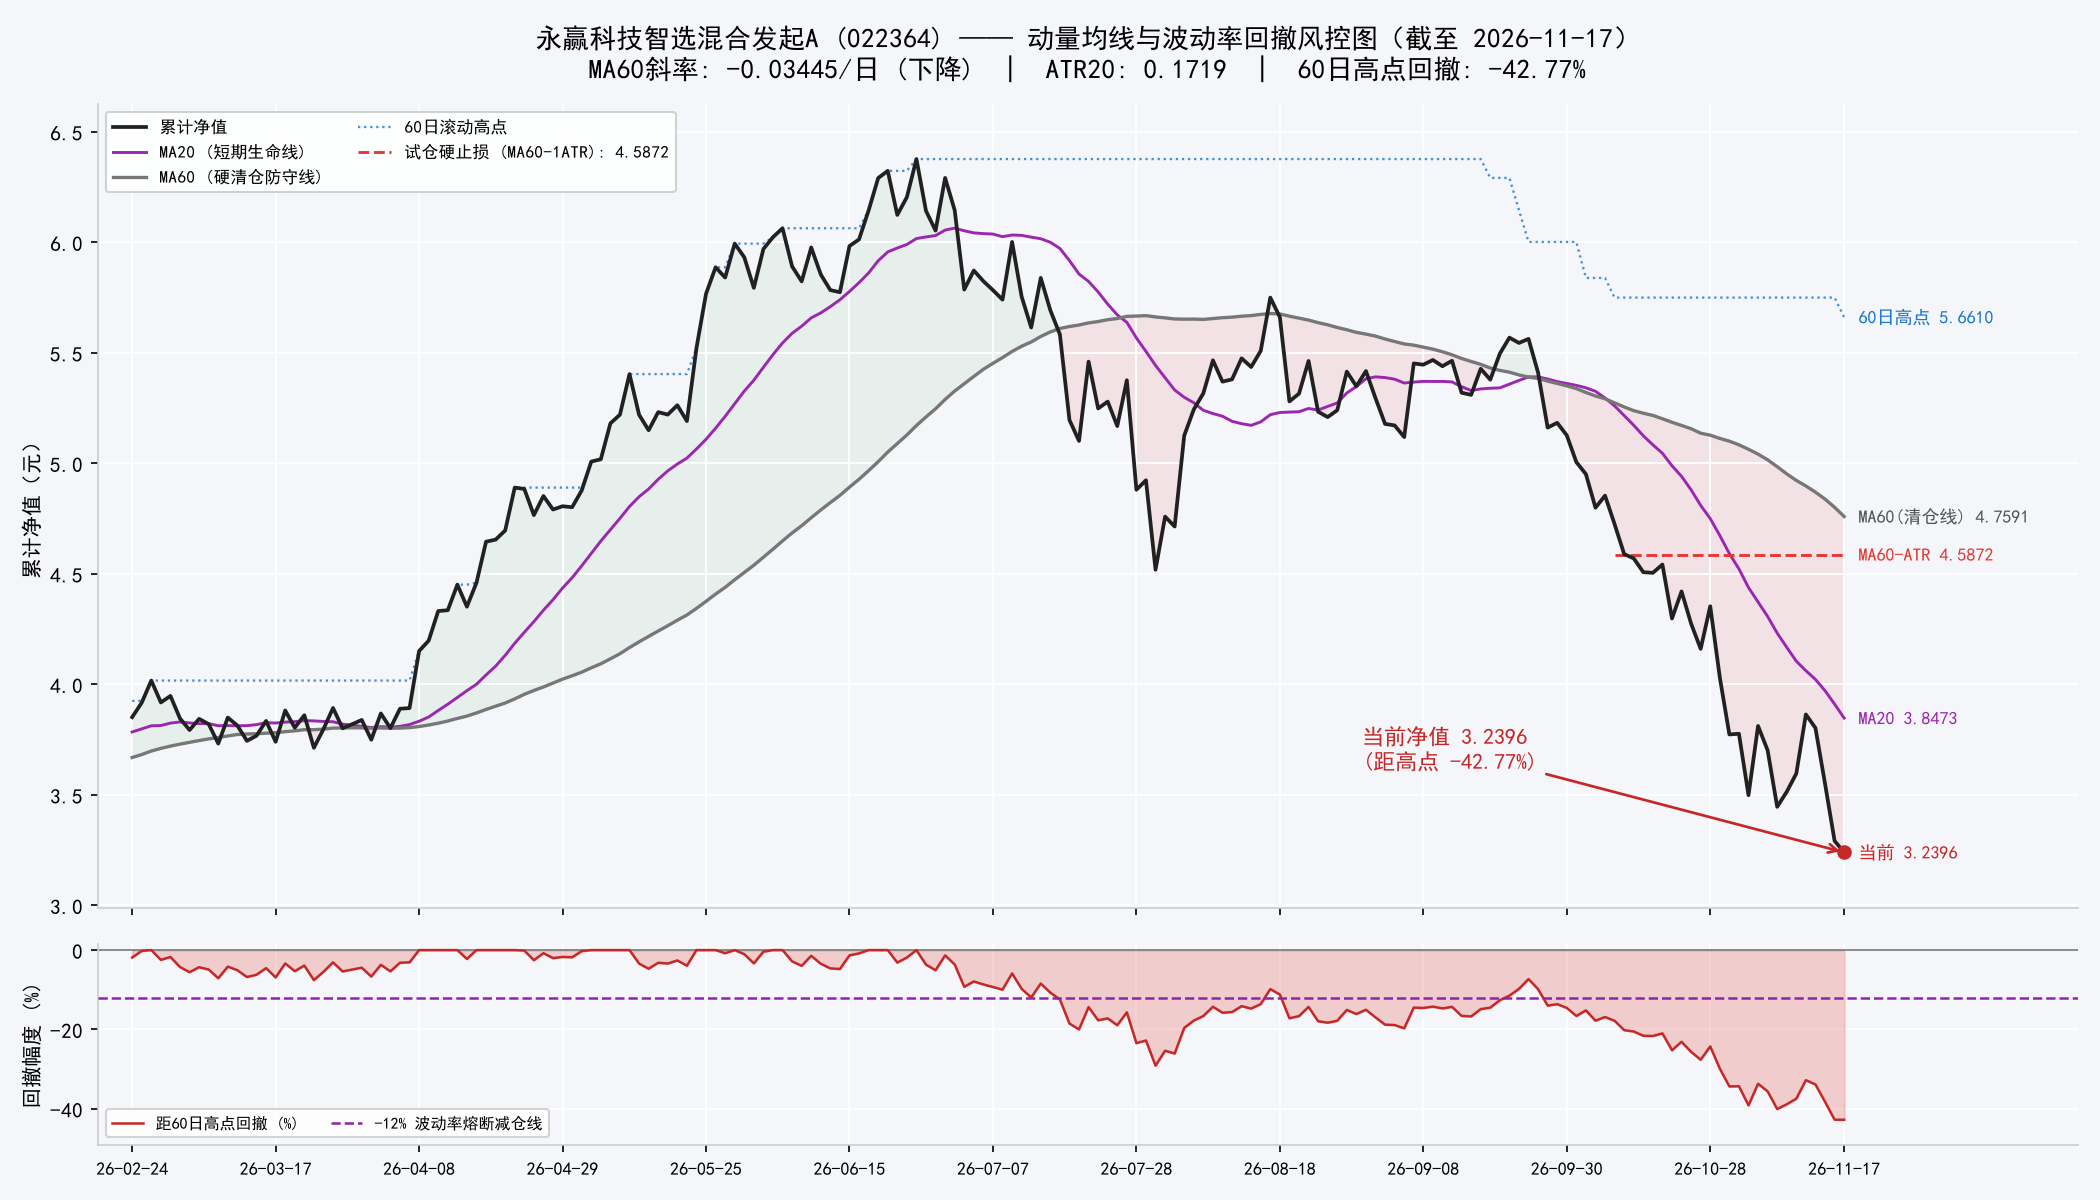 永赢科技智选混合发起A (022364) —— 动量均线与波动率回撤风控图 (截至 2026-11-17)
MA60斜率: -0.03445/日 (下降) | ATR20: 0.1719 | 60日高点回撤: -42.77%
累计净值
MA20 (短期生命线)
MA60 (硬清仓防守线)
60日滚动高点
试仓硬止损 (MA60-1ATR): 4.5872
累计净值 (元)
6.5
6.0
5.5
5.0
4.5
4.0
3.5
3.0
60日高点 5.6610
MA60(清仓线) 4.7591
MA60-ATR 4.5872
MA20 3.8473
当前净值 3.2396
(距高点 -42.77%)
当前 3.2396
回撤幅度 (%)
0
-20
-40
距60日高点回撤 (%)
-12% 波动率熔断减仓线
26-02-24
26-03-17
26-04-08
26-04-29
26-05-25
26-06-15
26-07-07
26-07-28
26-08-18
26-09-08
26-09-30
26-10-28
26-11-17